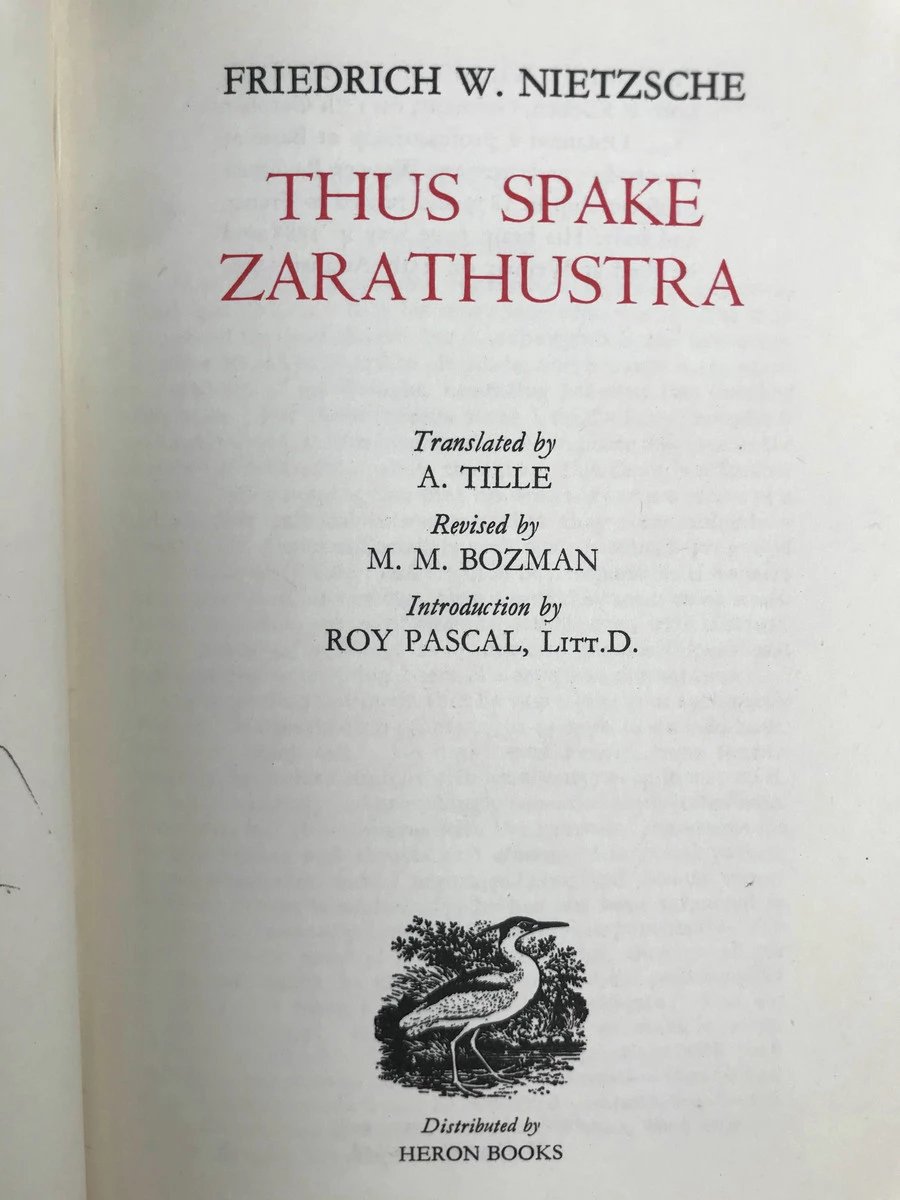 FRIEDRICH W. NIETZSCHE
THUS SPAKE
ZARATHUSTRA
Translated by
A. TILLE
Revised by
M. M. BOZMAN
Introduction by
ROY PASCAL, LITT.D.
Distributed by
HERON BOOKS